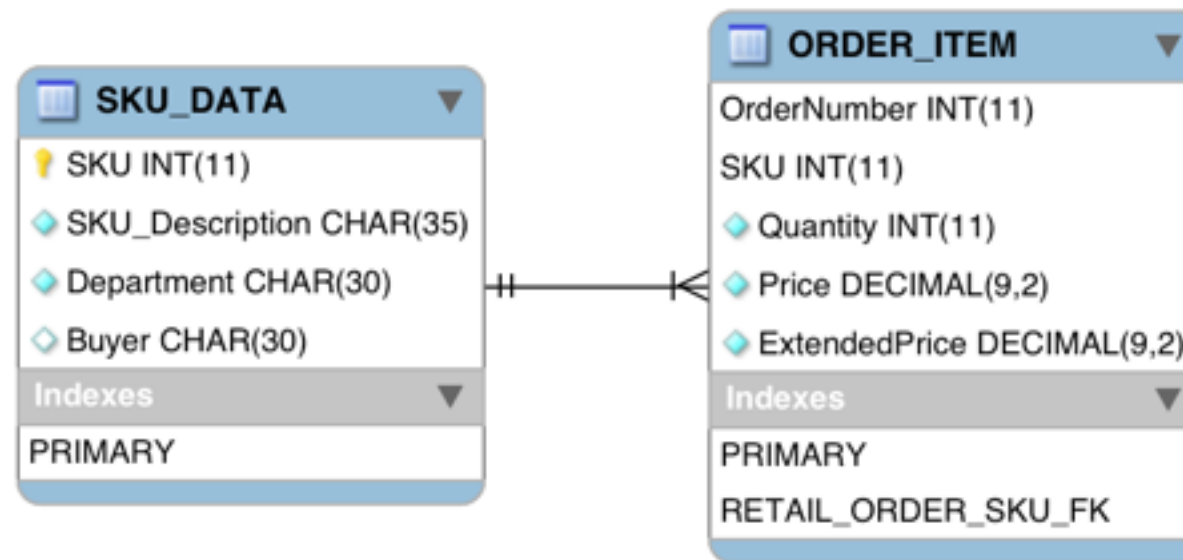 SKU_DATA
SKU INT(11)
SKU_Description CHAR(35)
Department CHAR(30)
Buyer CHAR(30)
Indexes
PRIMARY
ORDER_ITEM
OrderNumber INT(11)
SKU INT(11)
Quantity INT(11)
Price DECIMAL(9,2)
ExtendedPrice DECIMAL(9,2)
Indexes
PRIMARY
RETAIL_ORDER_SKU_FK